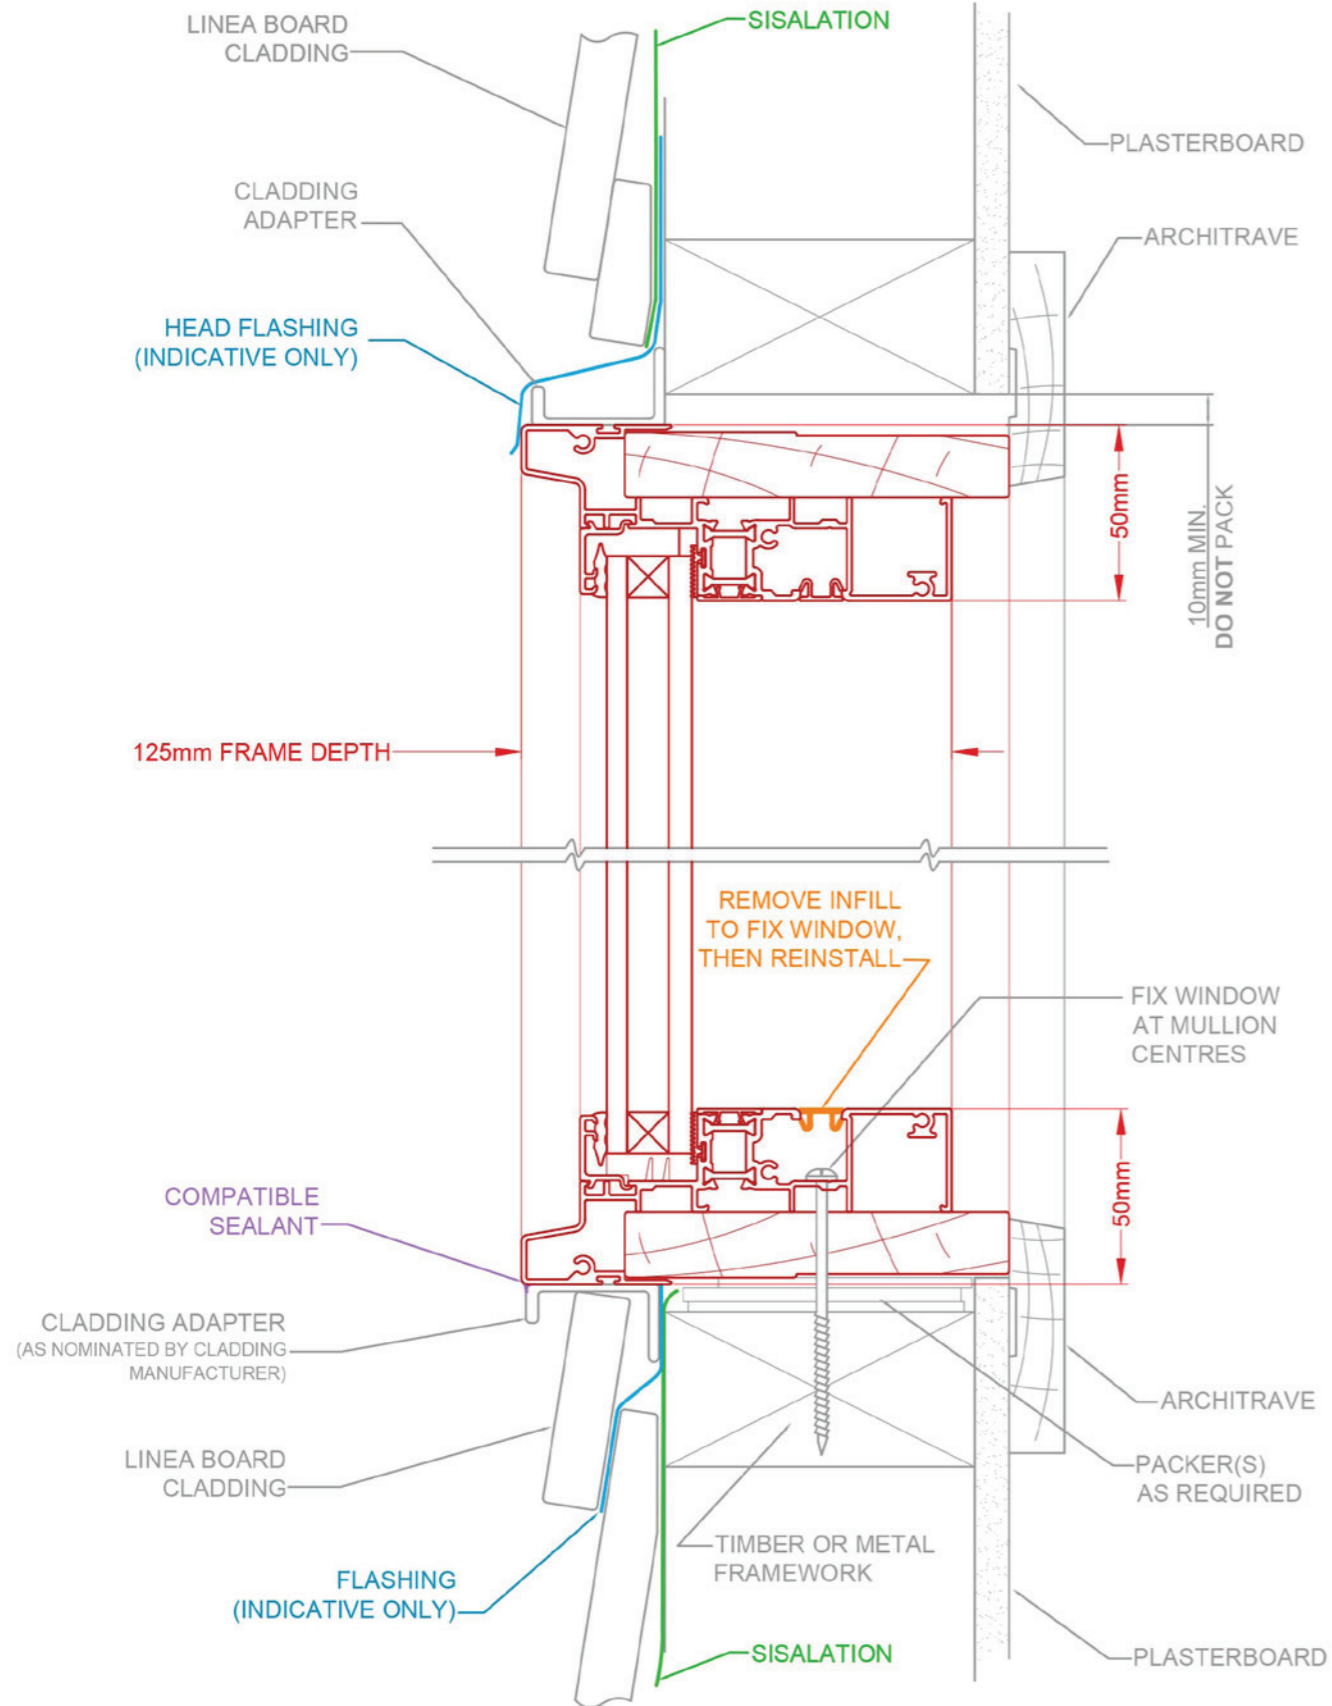 LINEA BOARD
CLADDING
SISALATION
PLASTERBOARD
CLADDING
ADAPTER
ARCHITRAVE
HEAD FLASHING
(INDICATIVE ONLY)
50mm
10mm MIN.
DO NOT PACK
125mm FRAME DEPTH
REMOVE INFILL
TO FIX WINDOW,
THEN REINSTALL
FIX WINDOW
AT MULLION
CENTRES
COMPATIBLE
SEALANT
50mm
CLADDING ADAPTER
(AS NOMINATED BY CLADDING
MANUFACTURER)
ARCHITRAVE
LINEA BOARD
CLADDING
PACKER(S)
AS REQUIRED
TIMBER OR METAL
FRAMEWORK
FLASHING
(INDICATIVE ONLY)
SISALATION
PLASTERBOARD